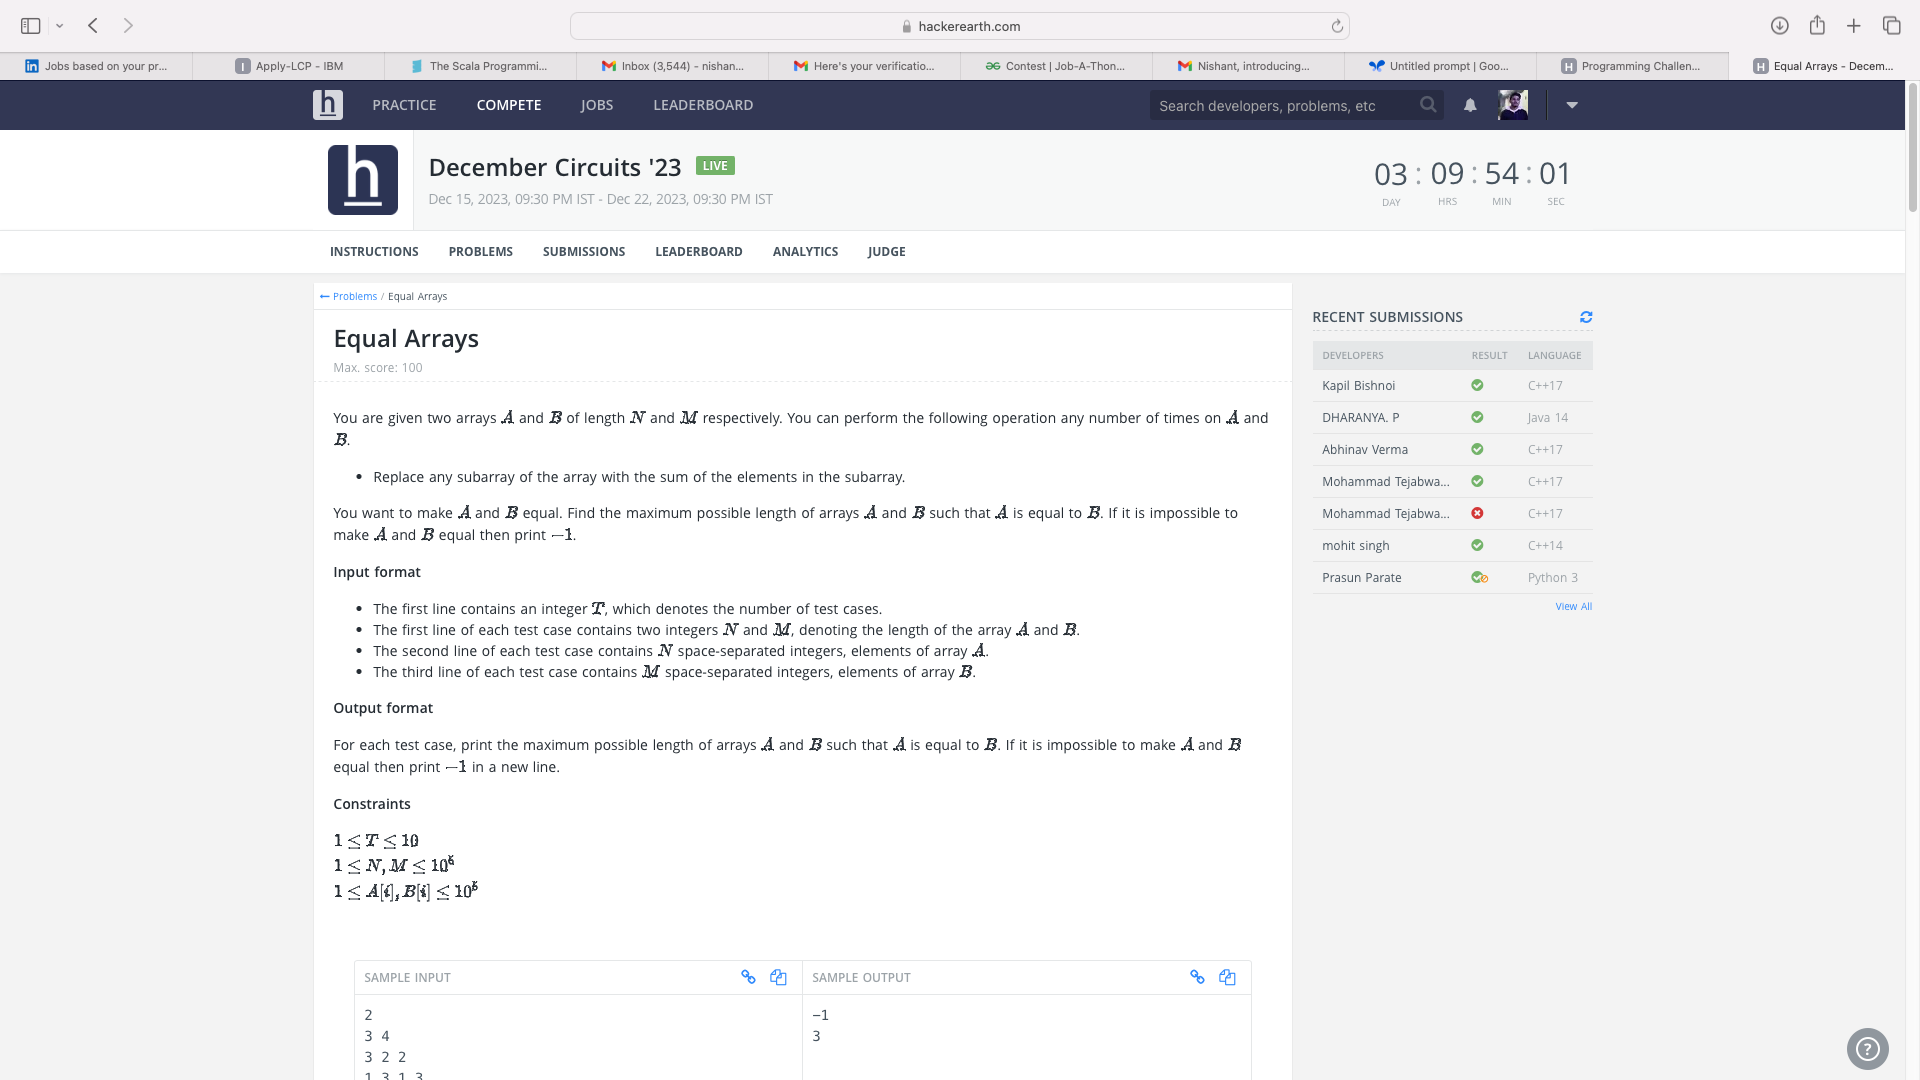 hackerearth.com
Jobs based on your pr...
Apply-LCP - IBM
The Scala Programmi...
Inbox (3,544) - nishan...
Here's your verificatio...
Contest | Job-A-Thon...
Nishant, introducing...
Untitled prompt | Goo...
Programming Challen...
Equal Arrays - Decem...
h PRACTICE COMPETE JOBS LEADERBOARD Search developers, problems, etc
h
December Circuits '23 LIVE
Dec 15, 2023, 09:30 PM IST - Dec 22, 2023, 09:30 PM IST
03 : 09 : 54 : 01
DAY HRS MIN SEC
INSTRUCTIONS PROBLEMS SUBMISSIONS LEADERBOARD ANALYTICS JUDGE
← Problems / Equal Arrays
Equal Arrays
Max. score: 100
You are given two arrays A and B of length N and M respectively. You can perform the following operation any number of times on A and
B.
• Replace any subarray of the array with the sum of the elements in the subarray.
You want to make A and B equal. Find the maximum possible length of arrays A and B such that A is equal to B. If it is impossible to
make A and B equal then print −1.
Input format
• The first line contains an integer T, which denotes the number of test cases.
• The first line of each test case contains two integers N and M, denoting the length of the array A and B.
• The second line of each test case contains N space-separated integers, elements of array A.
• The third line of each test case contains M space-separated integers, elements of array B.
Output format
For each test case, print the maximum possible length of arrays A and B such that A is equal to B. If it is impossible to make A and B
equal then print −1 in a new line.
Constraints
1 ≤ T ≤ 10
1 ≤ N, M ≤ 10
1 ≤ A[i], B[i] ≤ 10
SAMPLE INPUT
2
3 4
3 2 2
1 3 1 3
SAMPLE OUTPUT
-1
3
RECENT SUBMISSIONS
DEVELOPERS RESULT LANGUAGE
Kapil Bishnoi C++17
DHARANYA. P Java 14
Abhinav Verma C++17
Mohammad Tejabwa... C++17
Mohammad Tejabwa... C++17
mohit singh C++14
Prasun Parate Python 3
View All